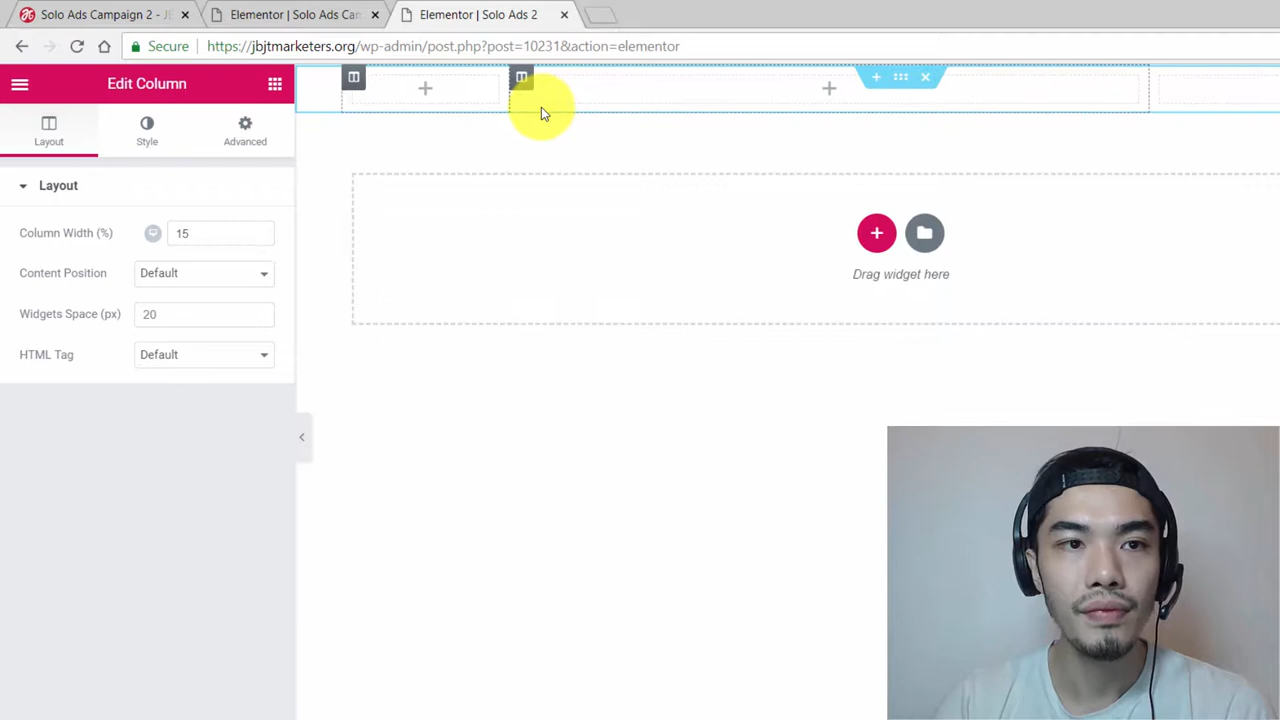 Solo Ads Campaign 2 - JB
Elementor | Solo Ads Cam
Elementor | Solo Ads 2
Secure
https://jbjtmarketers.org/wp-admin/post.php?post=10231&action=elementor
Edit Column
Layout
Style
Advanced
Layout
Column Width (%)
15
Content Position
Default
Widgets Space (px)
20
HTML Tag
Default
Drag widget here